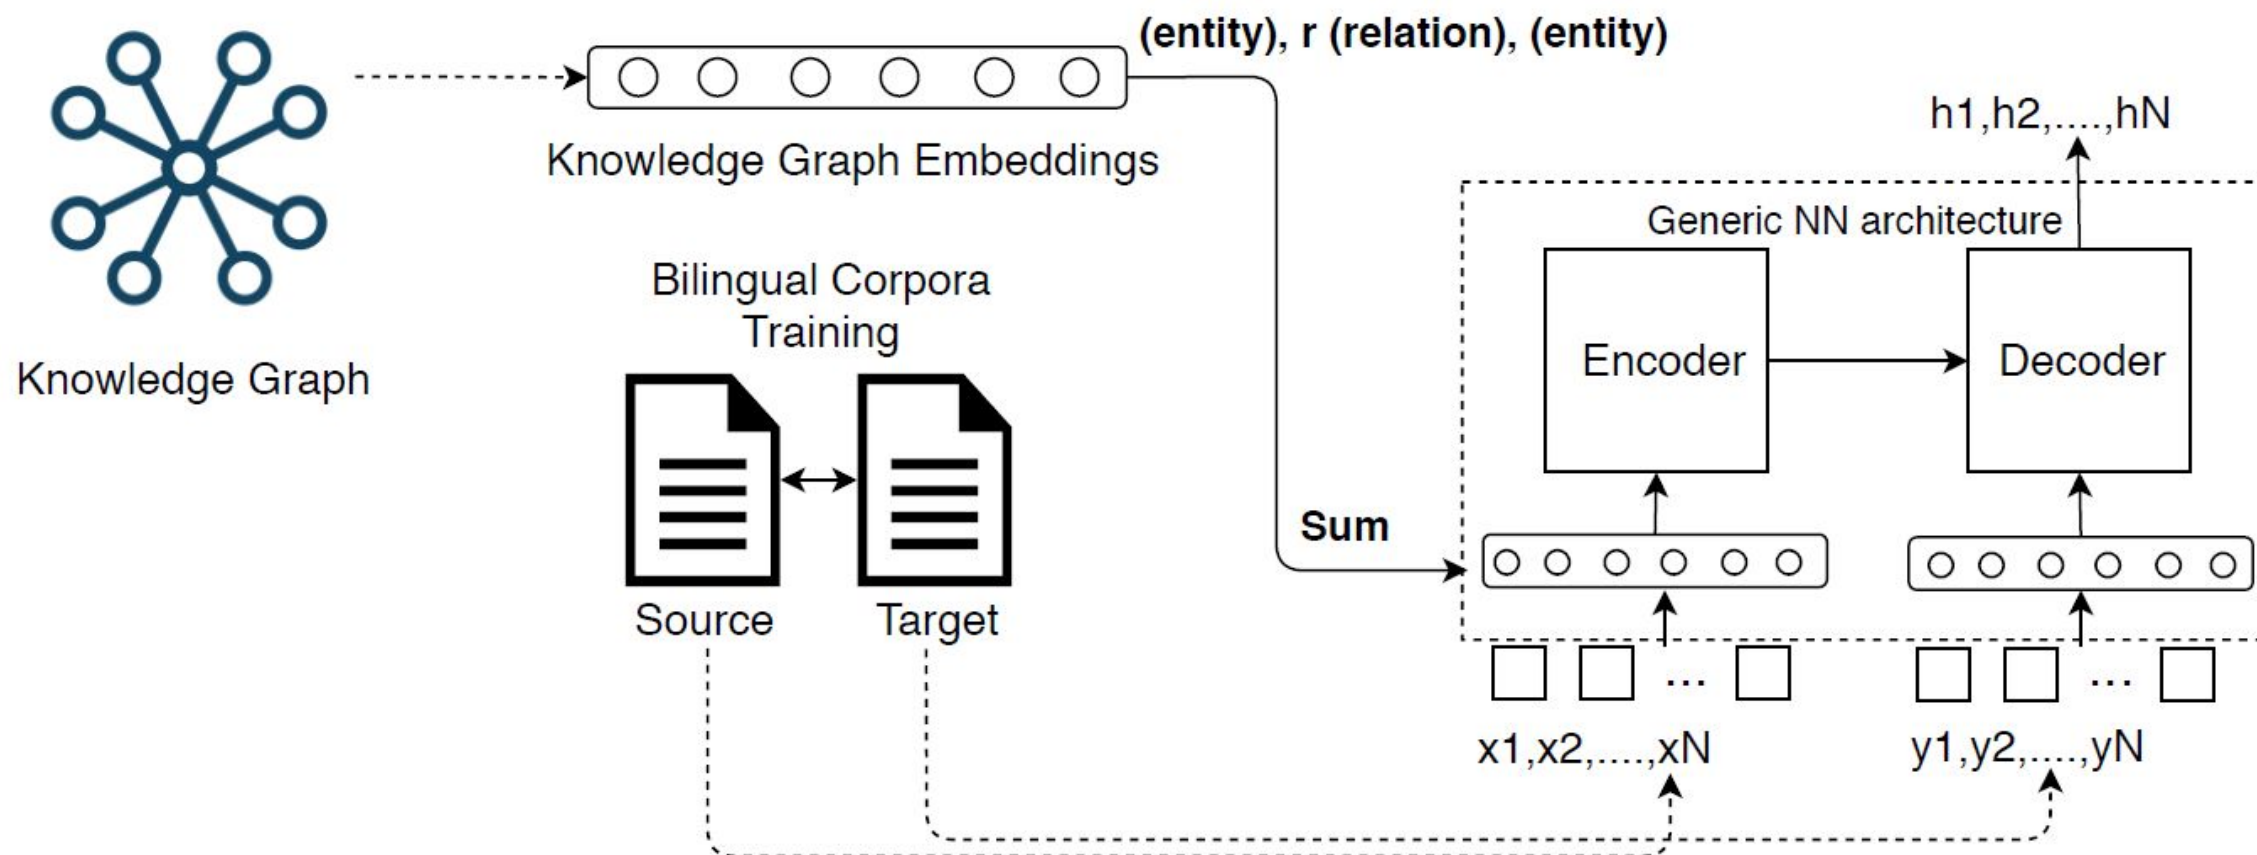 (entity), r (relation), (entity)
Knowledge Graph Embeddings
Knowledge Graph
Bilingual Corpora
Training
Source
Target
Sum
h1,h2,....,hN
Generic NN architecture
Encoder
Decoder
...
...
x1,x2,....,xN
y1,y2,....,yN